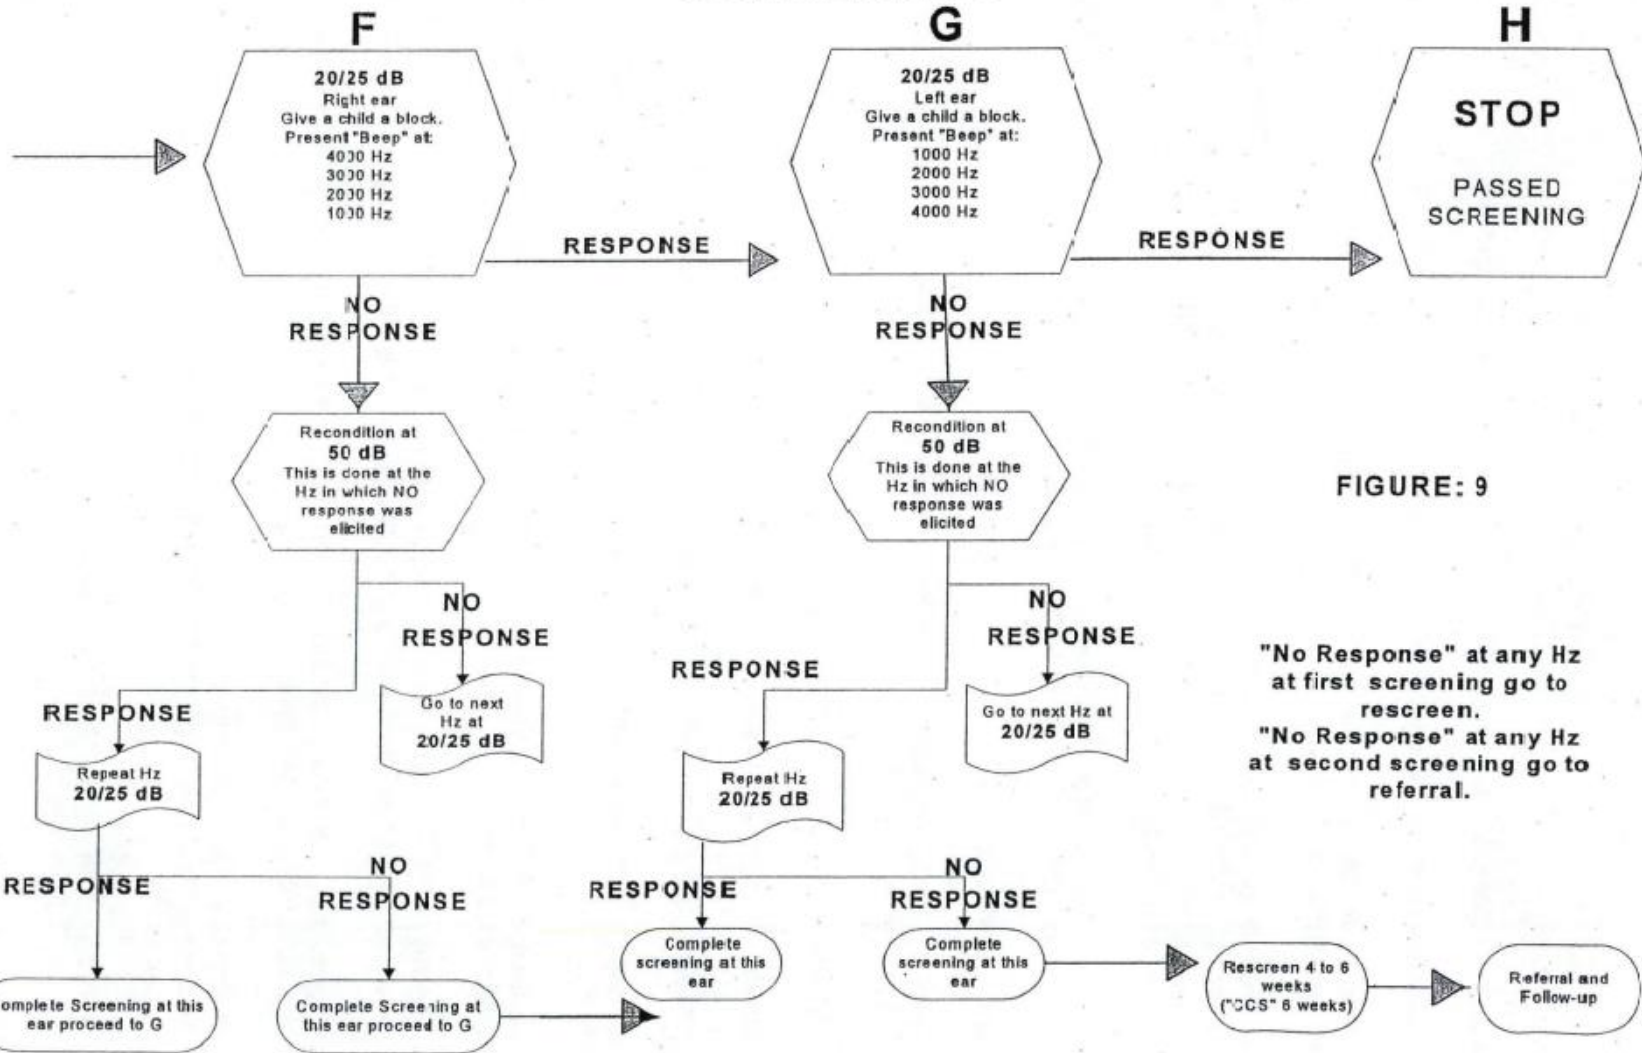 F
20/25 dB
Right ear
Give a child a block.
Present "Beep" at:
4000 Hz
3000 Hz
2000 Hz
1000 Hz
RESPONSE
NO
RESPONSE
Recondition at
50 dB
This is done at the
Hz in which NO
response was
elicited
NO
RESPONSE
Go to next
Hz at
20/25 dB
RESPONSE
Repeat Hz
20/25 dB
RESPONSE
NO
RESPONSE
omplete Screening at this
ear proceed to G
Complete Screening at
this ear proceed to G
G
20/25 dB
Left ear
Give a child a block.
Present "Beep" at:
1000 Hz
2000 Hz
3000 Hz
4000 Hz
RESPONSE
NO
RESPONSE
Recondition at
50 dB
This is done at the
Hz in which NO
response was
elicited
NO
RESPONSE
Go to next Hz at
20/25 dB
RESPONSE
Repeat Hz
20/25 dB
RESPONSE
NO
RESPONSE
Complete
screening at this
ear
Complete
screening at this
ear
Rescreen 4 to 6
weeks
("CCS" 6 weeks)
Referral and
Follow-up
H
STOP
PASSED
SCREENING
FIGURE: 9
"No Response" at any Hz
at first screening go to
rescreen.
"No Response" at any Hz
at second screening go to
referral.